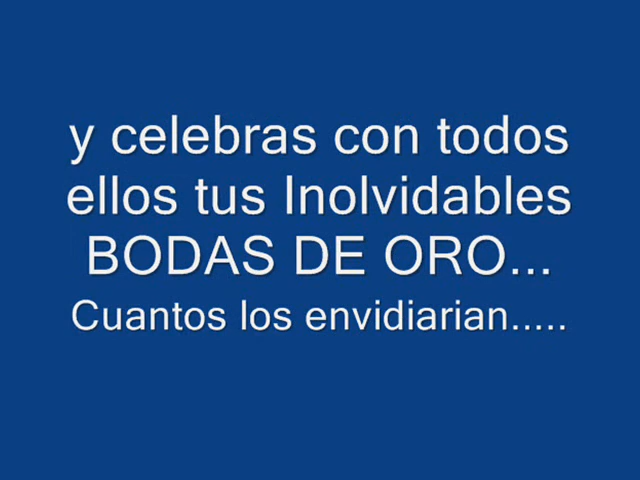 y celebras con todos
ellos tus Inolvidables
BODAS DE ORO...
Cuantos los envidiarian.....